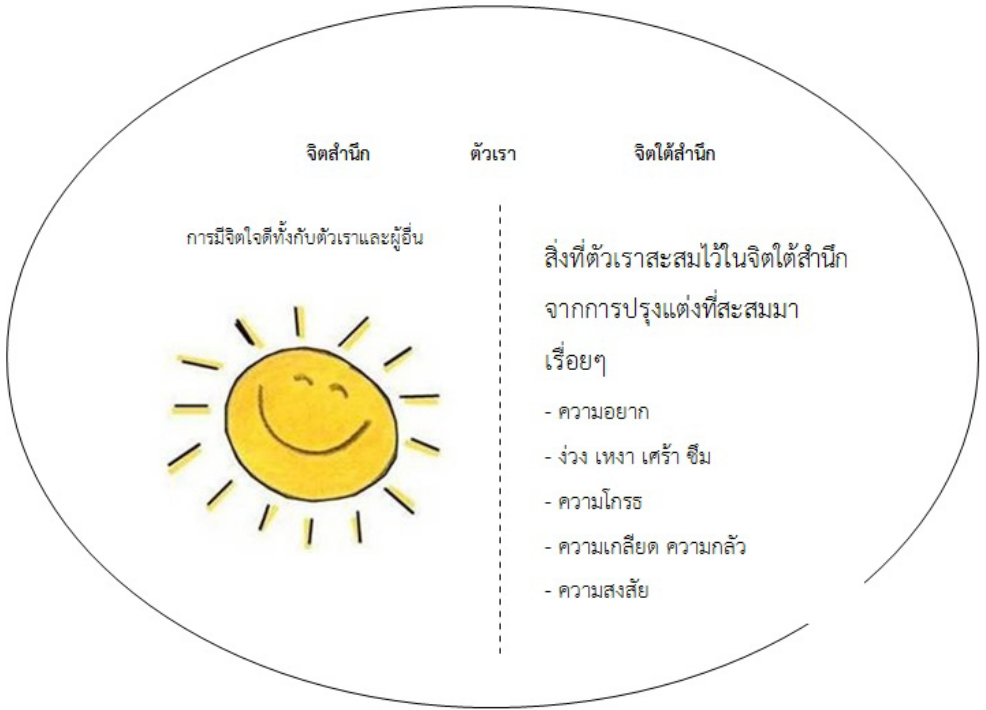 จิตสำนึก ตัวเรา จิตใต้สำนึก
การมีจิตใจดีทั้งกับตัวเราและผู้อื่น
สิ่งที่ตัวเราสะสมไว้ในจิตใต้สำนึก
จากการปรุงแต่งที่สะสมมา
เรื่อยๆ
- ความอยาก
- ง่วง เหงา เศร้า ซึม
- ความโกรธ
- ความเกลียด ความกลัว
- ความสงสัย